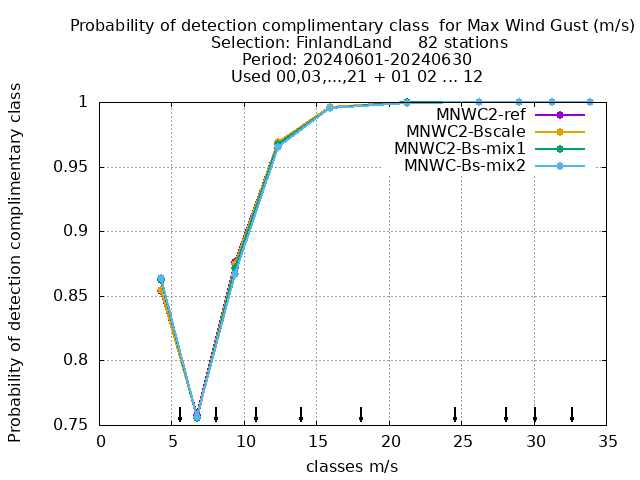 Probability of detection complimentary class  for Max Wind Gust (m/s)
Selection: FinlandLand     82 stations
Period: 20240601-20240630
Used 00,03,...,21 + 01 02 ... 12
Probability of detection complimentary class
1
0.95
0.9
0.85
0.8
0.75
MNWC2-ref
MNWC2-Bscale
MNWC2-Bs-mix1
MNWC-Bs-mix2
0 5 10 15 20 25 30 35
classes m/s